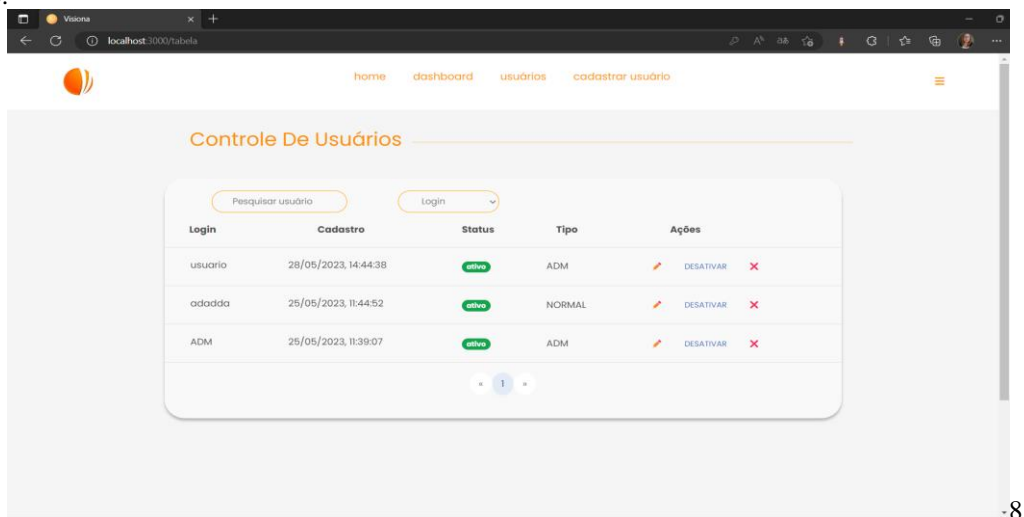 .
Visiona
localhost:3000/tabela
home dashboard usuários cadastrar usuário
Controle De Usuários
Pesquisar usuário Login
Login Cadastro Status Tipo Ações
usuario 28/05/2023, 14:44:38 ativo ADM DESATIVAR
adadda 25/05/2023, 11:44:52 ativo NORMAL DESATIVAR
ADM 25/05/2023, 11:39:07 ativo ADM DESATIVAR
« 1 »
8